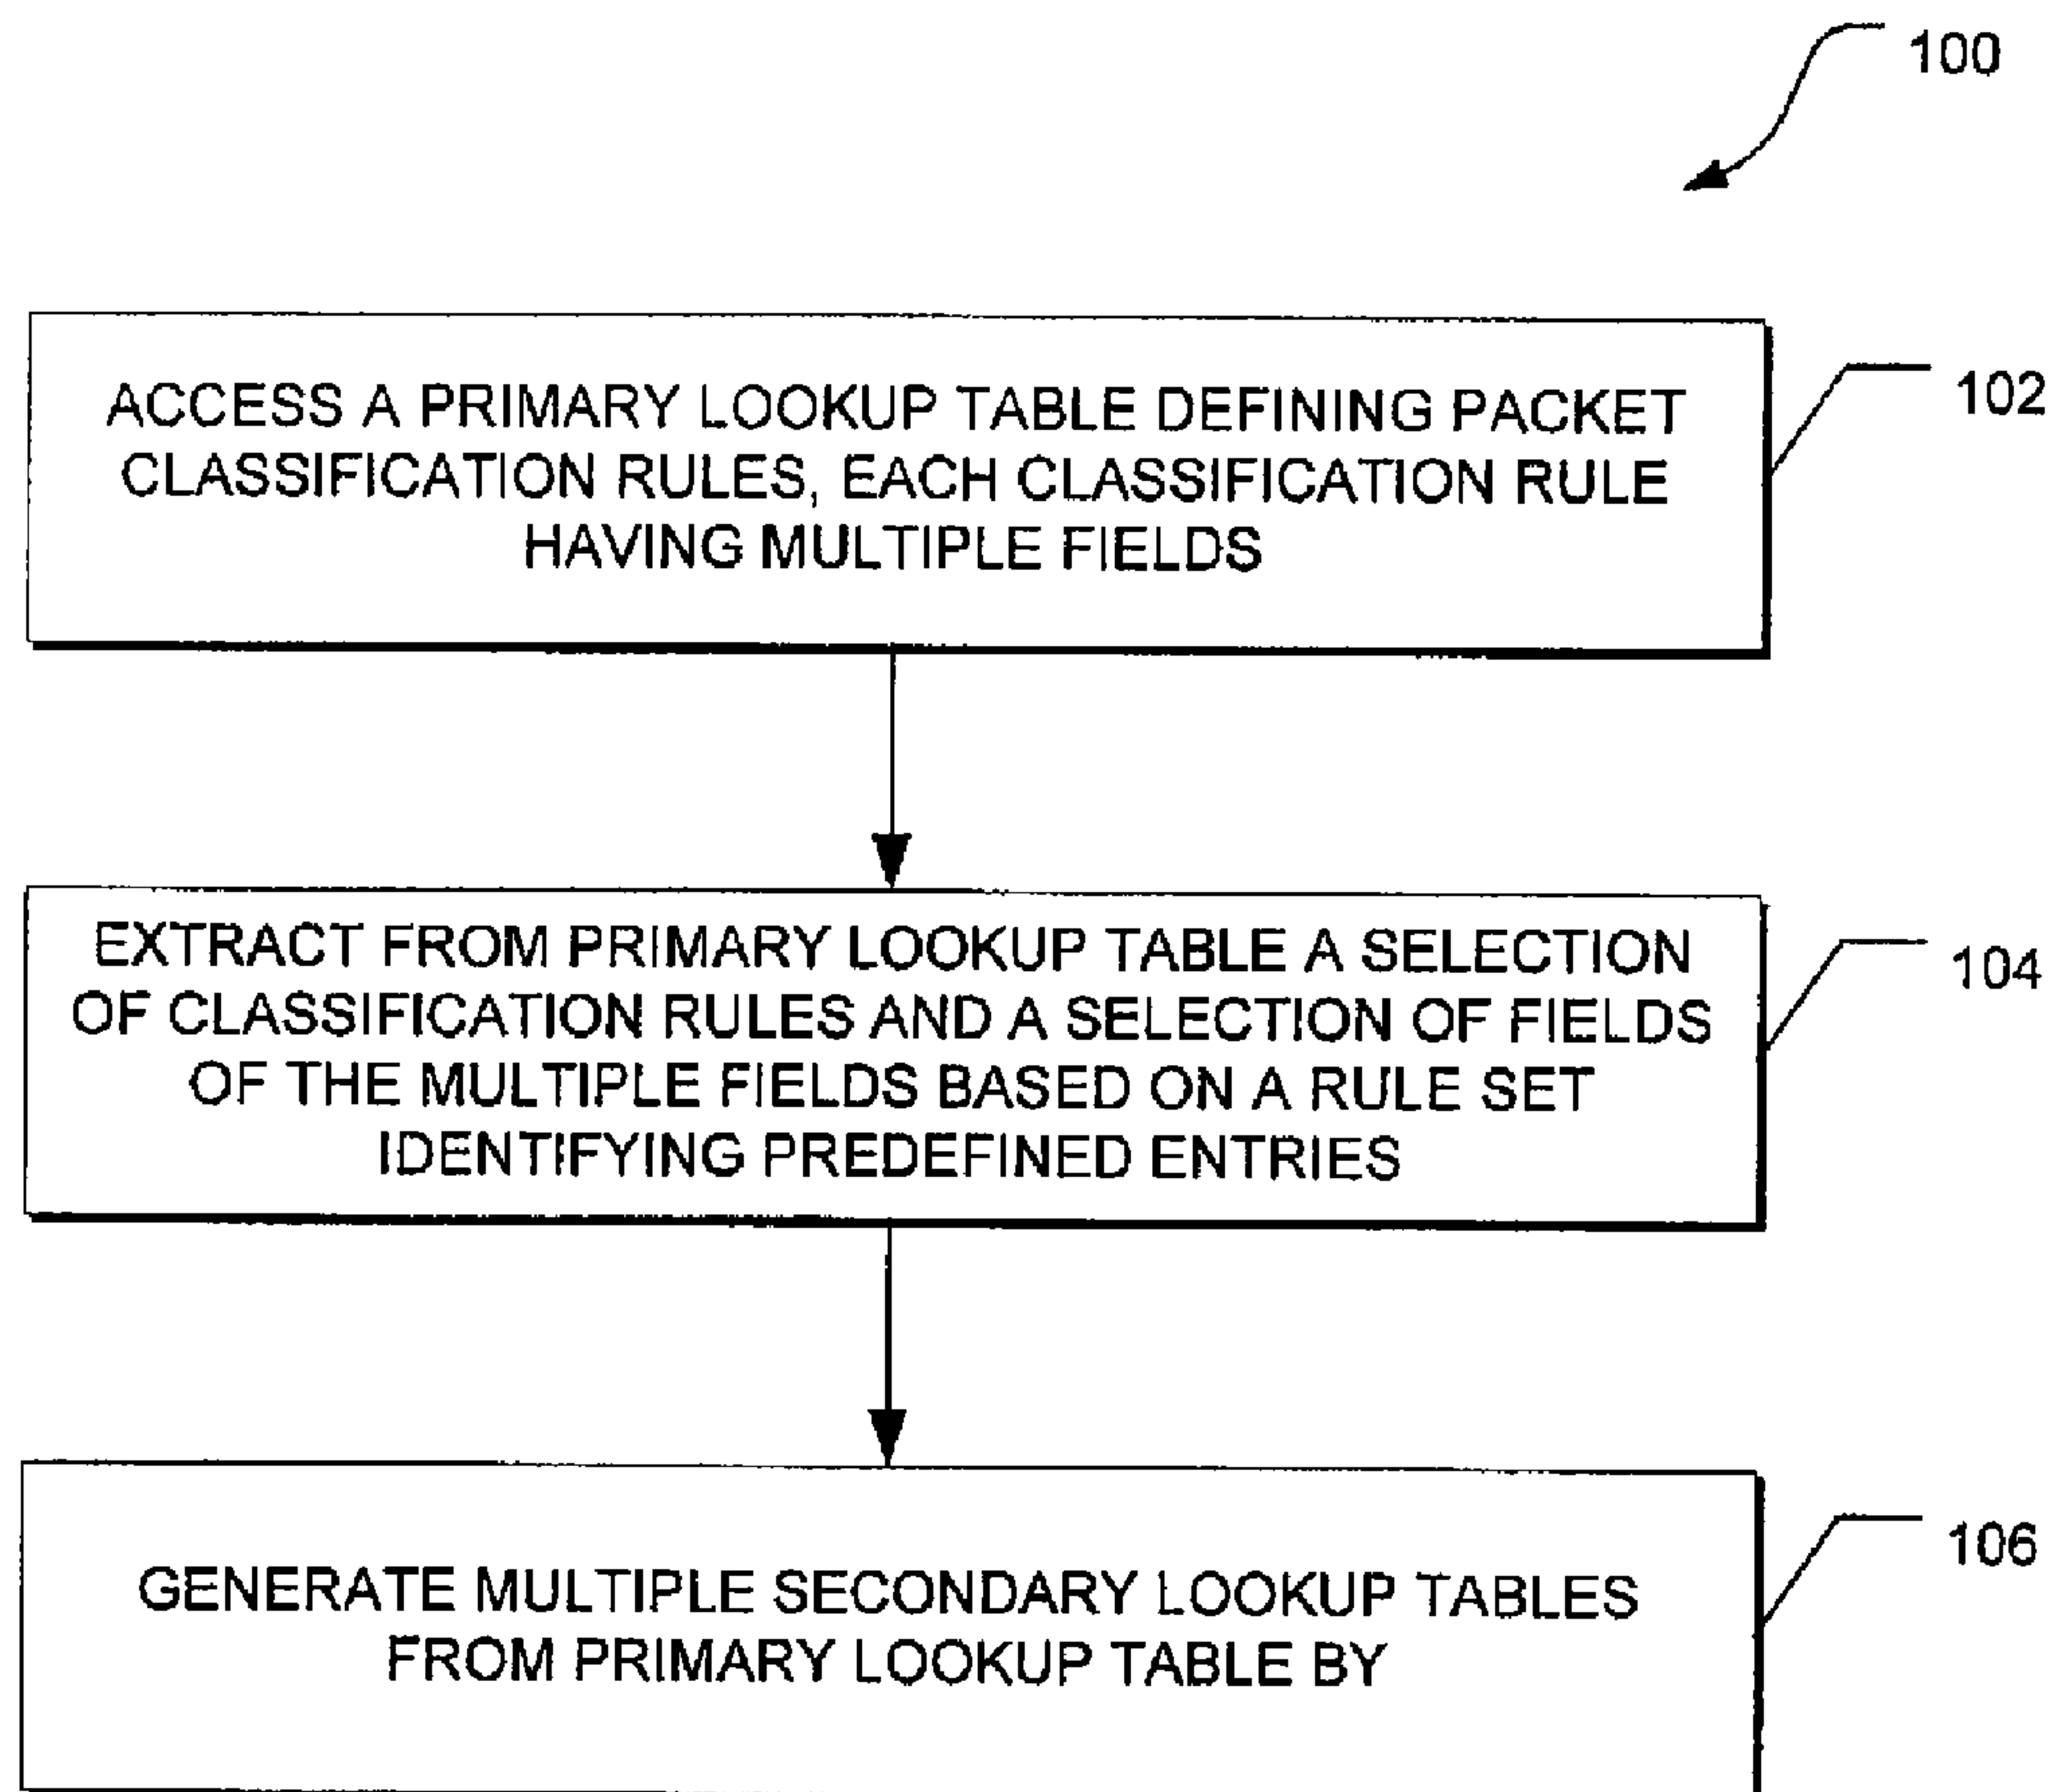 100
ACCESS A PRIMARY LOOKUP TABLE DEFINING PACKET
CLASSIFICATION RULES, EACH CLASSIFICATION RULE
HAVING MULTIPLE FIELDS
102
EXTRACT FROM PRIMARY LOOKUP TABLE A SELECTION
OF CLASSIFICATION RULES AND A SELECTION OF FIELDS
OF THE MULTIPLE FIELDS BASED ON A RULE SET
IDENTIFYING PREDEFINED ENTRIES
104
GENERATE MULTIPLE SECONDARY LOOKUP TABLES
FROM PRIMARY LOOKUP TABLE BY
106